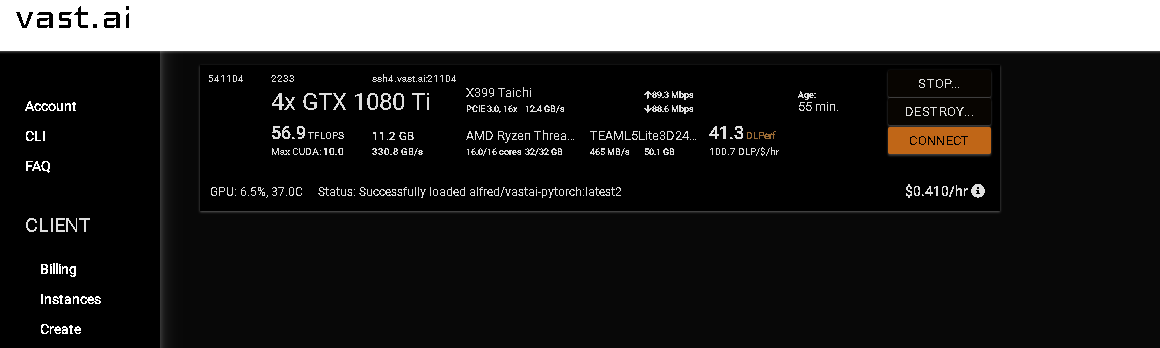 vast.ai
Account
CLI
FAQ
CLIENT
Billing
Instances
Create
541104 2233 ssh4.vast.ai:21104
4x GTX 1080 Ti
56.9 TFLOPS 11.2 GB
Max CUDA: 10.0 330.8 GB/s
X399 Taichi
PCIE 3.0, 16x 12.4 GB/s
AMD Ryzen Threa...
16.0/16 cores 32/32 GB
↑89.3 Mbps
↓88.6 Mbps
TEAML5Lite3D24...
465 MB/s 50.1 GB
41.3 DLPerf
100.7 DLP/$/hr
Age:
55 min.
STOP...
DESTROY...
CONNECT
GPU: 6.5%, 37.0C Status: Successfully loaded alfred/vastai-pytorch:latest2
$0.410/hr